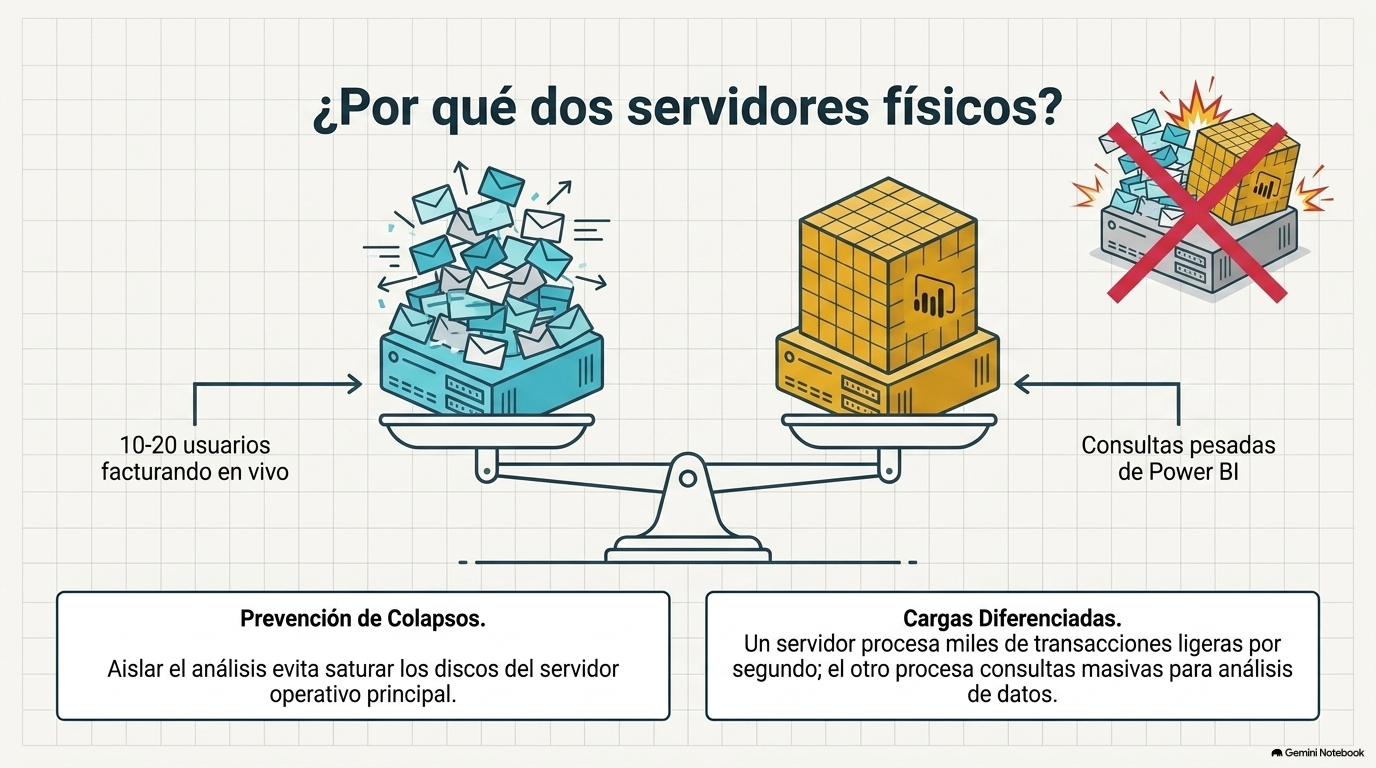 ¿Por qué dos servidores físicos?
10-20 usuarios
facturando en vivo
Consultas pesadas
de Power BI
Prevención de Colapsos.
Aislar el análisis evita saturar los discos del servidor
operativo principal.
Cargas Diferenciadas.
Un servidor procesa miles de transacciones ligeras por
segundo; el otro procesa consultas masivas para análisis
de datos.
Gemini Notebook